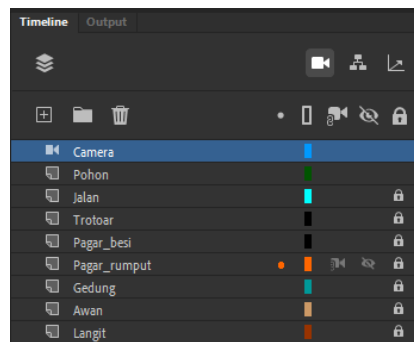 Timeline Output
Camera
Pohon
Jalan
Trotoar
Pagar_besi
Pagar_rumput
Gedung
Awan
Langit